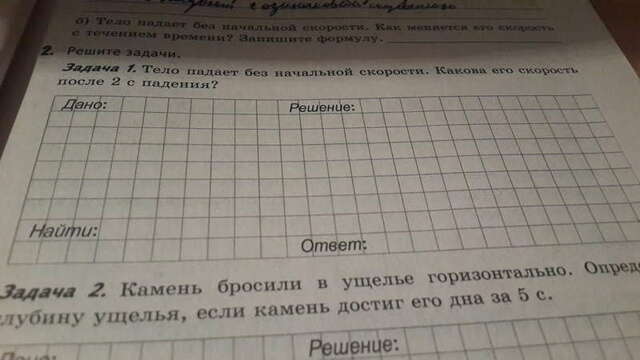 б) Тело падает без начальной скорости. Как меняется его скорость
с течением времени? Запишите формулу.
2. Решите задачи.
Задача 1. Тело падает без начальной скорости. Какова его скорость
после 2 с падения?
Дано: Решение:
Найти:
Ответ:
Задача 2. Камень бросили в ущелье горизонтально. Опред
лубину ущелья, если камень достиг его дна за 5 с.
Дано: Решение: